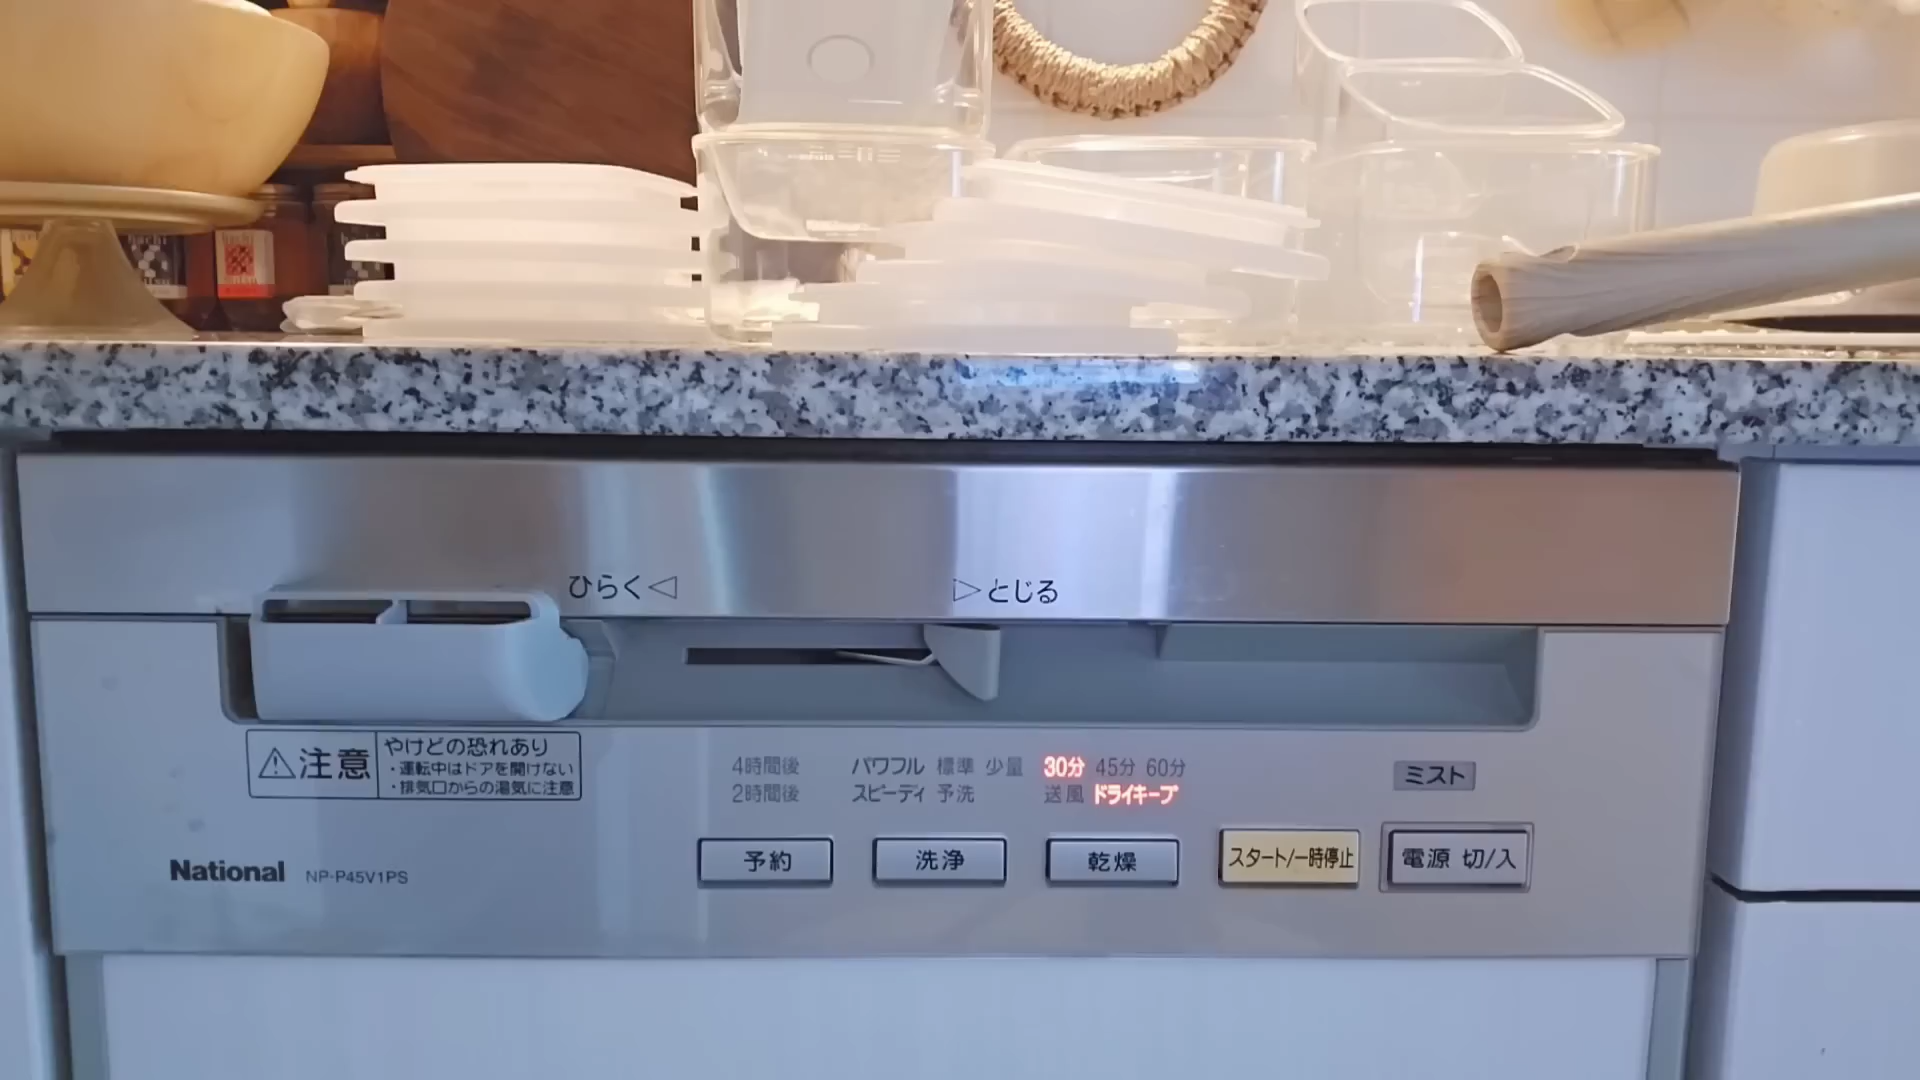 ひらく◁
▷とじる
⚠注意
やけどの恐れあり
・運転中はドアを開けない
・排気口からの湯気に注意
4時間後
2時間後
パワフル 標準 少量
スピーディ 予洗
30分 45分 60分
送風 ドライキープ
ミスト
予約
洗浄
乾燥
スタート/一時停止
電源 切/入
National NP-P45V1PS